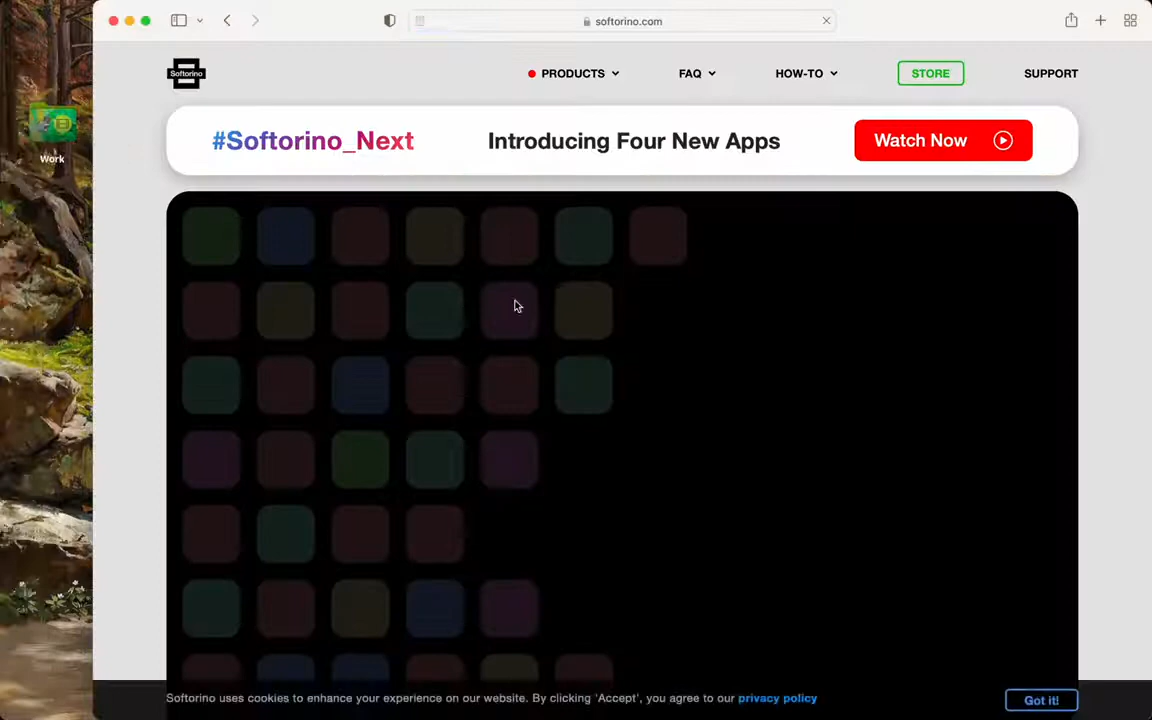 softorino.com
Softorino
PRODUCTS
FAQ
HOW-TO
STORE
SUPPORT
#Softorino_Next
Introducing Four New Apps
Watch Now
Work
Softorino uses cookies to enhance your experience on our website. By clicking 'Accept', you agree to our privacy policy
Got it!